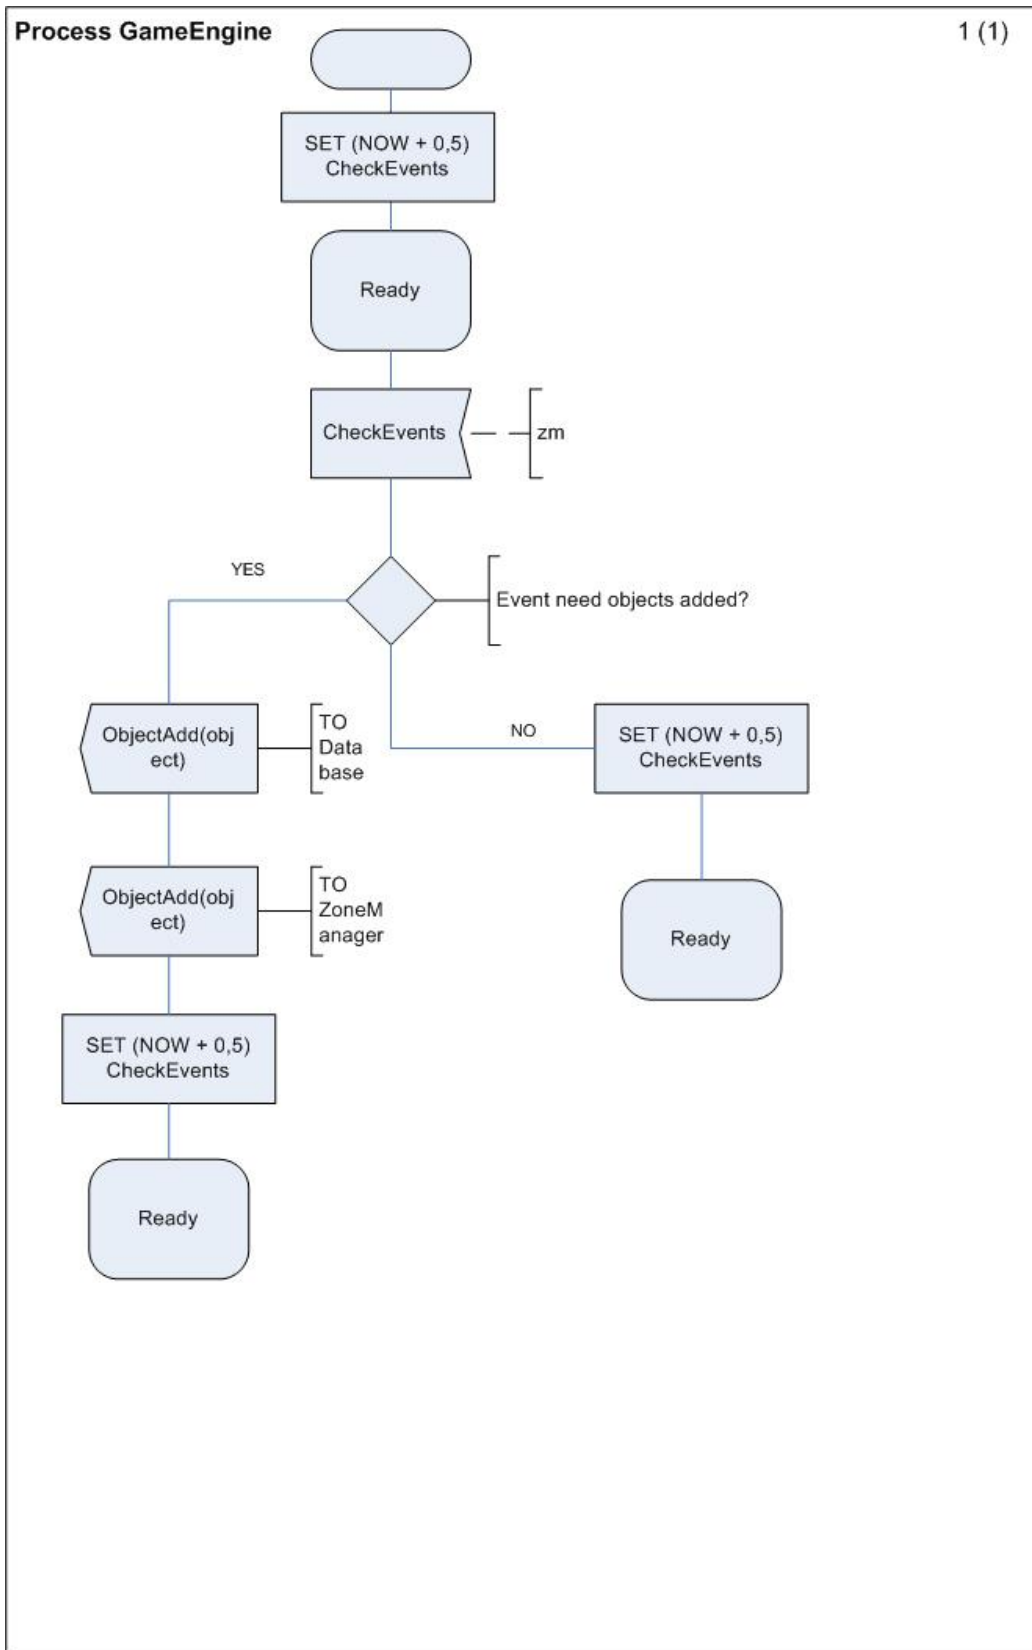 Process GameEngine
1 (1)
SET (NOW + 0,5)
CheckEvents
Ready
CheckEvents
zm
YES
Event need objects added?
ObjectAdd(obj
ect)
TO
Data
base
NO
SET (NOW + 0,5)
CheckEvents
ObjectAdd(obj
ect)
TO
ZoneM
anager
Ready
SET (NOW + 0,5)
CheckEvents
Ready